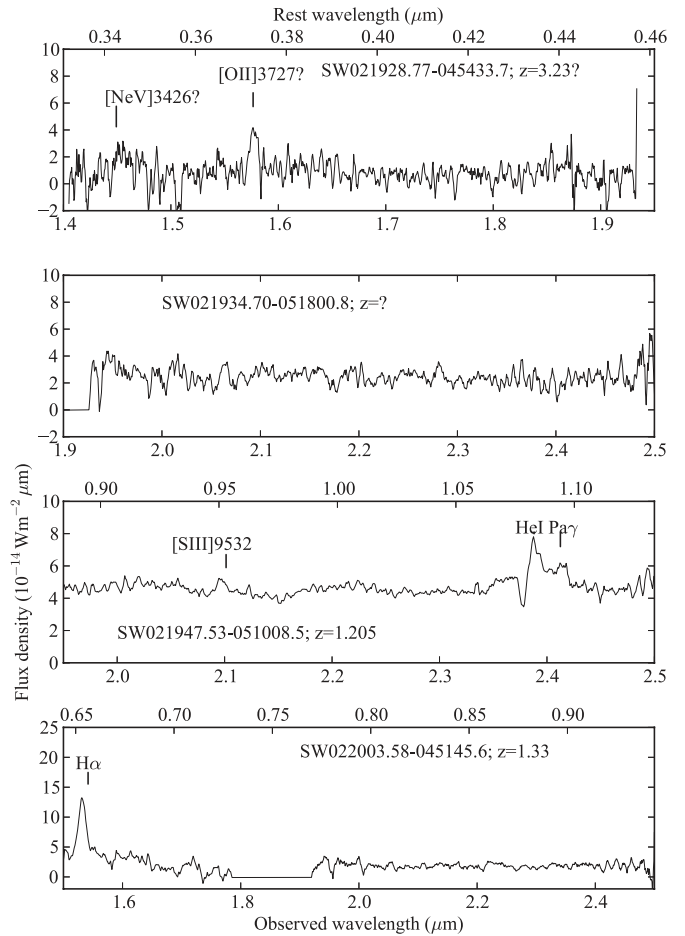 Rest wavelength (μm)
0.34 0.36 0.38 0.40 0.42 0.44 0.46
10
8
6
4
2
0
−2
[OII]3727?
SW021928.77-045433.7; z=3.23?
[NeV]3426?
1.4 1.5 1.6 1.7 1.8 1.9
10
8
6
4
2
0
−2
SW021934.70-051800.8; z=?
1.9 2.0 2.1 2.2 2.3 2.4 2.5
Flux density (10−14 Wm−2 μm)
0.90 0.95 1.00 1.05 1.10
10
8
6
4
2
0
HeI Paγ
[SIII]9532
SW021947.53-051008.5; z=1.205
2.0 2.1 2.2 2.3 2.4 2.5
0.65 0.70 0.75 0.80 0.85 0.90
25
20
15
10
5
0
SW022003.58-045145.6; z=1.33
Hα
1.6 1.8 2.0 2.2 2.4
Observed wavelength (μm)